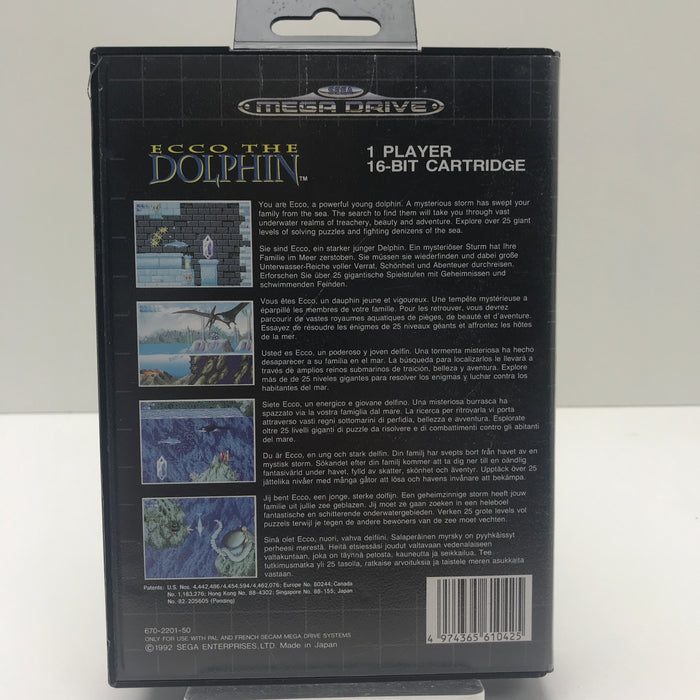 SEGA
MEGA DRIVE
ECCO THE
DOLPHIN™
1 PLAYER
16-BIT CARTRIDGE
You are Ecco, a powerful young dolphin. A mysterious storm has swept your
family from the sea. The search to find them will take you through vast
underwater realms of treachery, beauty and adventure. Explore over 25 giant
levels of solving puzzles and fighting denizens of the sea.
Sie sind Ecco, ein starker junger Delphin. Ein mysteriöser Sturm hat Ihre
Familie im Meer zerstoben. Sie müssen sie wiederfinden und dabei große
Unterwasser-Reiche voller Verrat, Schönheit und Abenteuer durchreisen.
Erforschen Sie über 25 gigantische Spielstufen mit Geheimnissen und
schwimmenden Feinden.
Vous êtes Ecco, un dauphin jeune et vigoureux. Une tempête mystérieuse a
éparpillé les membres de votre famille. Pour les retrouver, vous devrez
parcourir de vastes royaumes aquatiques de pièges, de beauté et d'aventure.
Essayez de résoudre les énigmes de 25 niveaux géants et affrontez les hôtes
de la mer.
Usted es Ecco, un poderoso y joven delfín. Una tormenta misteriosa ha hecho
desaparecer a su familia en el mar. La búsqueda para localizarlos le llevará a
través de amplios reinos submarinos de traición, belleza y aventura. Explore
más de 25 niveles gigantes para resolver los enigmas y luchar contra los
habitantes del mar.
Siete Ecco, un energico e giovane delfino. Una misteriosa burrasca ha
spazzato via la vostra famiglia dal mare. La ricerca per ritrovarla vi porta
attraverso vasti regni sottomarini di perfidia, bellezza e avventura. Esplorate
oltre 25 livelli giganti di puzzle da risolvere e di combattimenti contro gli abitanti
del mare.
Du är Ecco, en ung och stark delfin. Din familj har svepts bort från havet av en
mystisk storm. Sökandet efter din familj kommer att ta dig ner till en oändlig
fantasivärld under havet, fylld av skatter, skönhet och äventyr. Upptäck över 25
jättelika nivåer med många gåtor att lösa och havens invånare att bekämpa.
Jij bent Ecco, een jonge, sterke dolfijn. Een geheimzinnige storm heeft jouw
familie uit jullie zee geblazen. Jij moet ze gaan zoeken in een heleboel
fantastische en schitterende onderwatergebieden. Verken 25 grote levels vol
puzzels terwijl je tegen de andere bewoners van de zee moet vechten.
Sinä olet Ecco, nuori, vahva delfiini. Salaperäinen myrsky on pyyhkäissyt
perheesi merestä. Heitä etsiessäsi joudut valtavaan vedenalaiseen
valtakuntaan, joka on täynnä petosta, kauneutta ja seikkailua. Tee
tutkimusmatka yli 25 tasolla, ratkaise arvoituksia ja taistele meren asukkaita
vastaan.
Patents: U.S. Nos. 4,442,486/4,454,594/4,462,076; Europe No. 80244; Canada
No. 1,183,276; Hong Kong No. 88-4302; Singapore No. 88-155; Japan
No. 82-205605 (Pending)
670-2201-50
ONLY FOR USE WITH PAL AND FRENCH SECAM MEGA DRIVE SYSTEMS
©1992 SEGA ENTERPRISES.LTD. Made in Japan
4 974365 610425